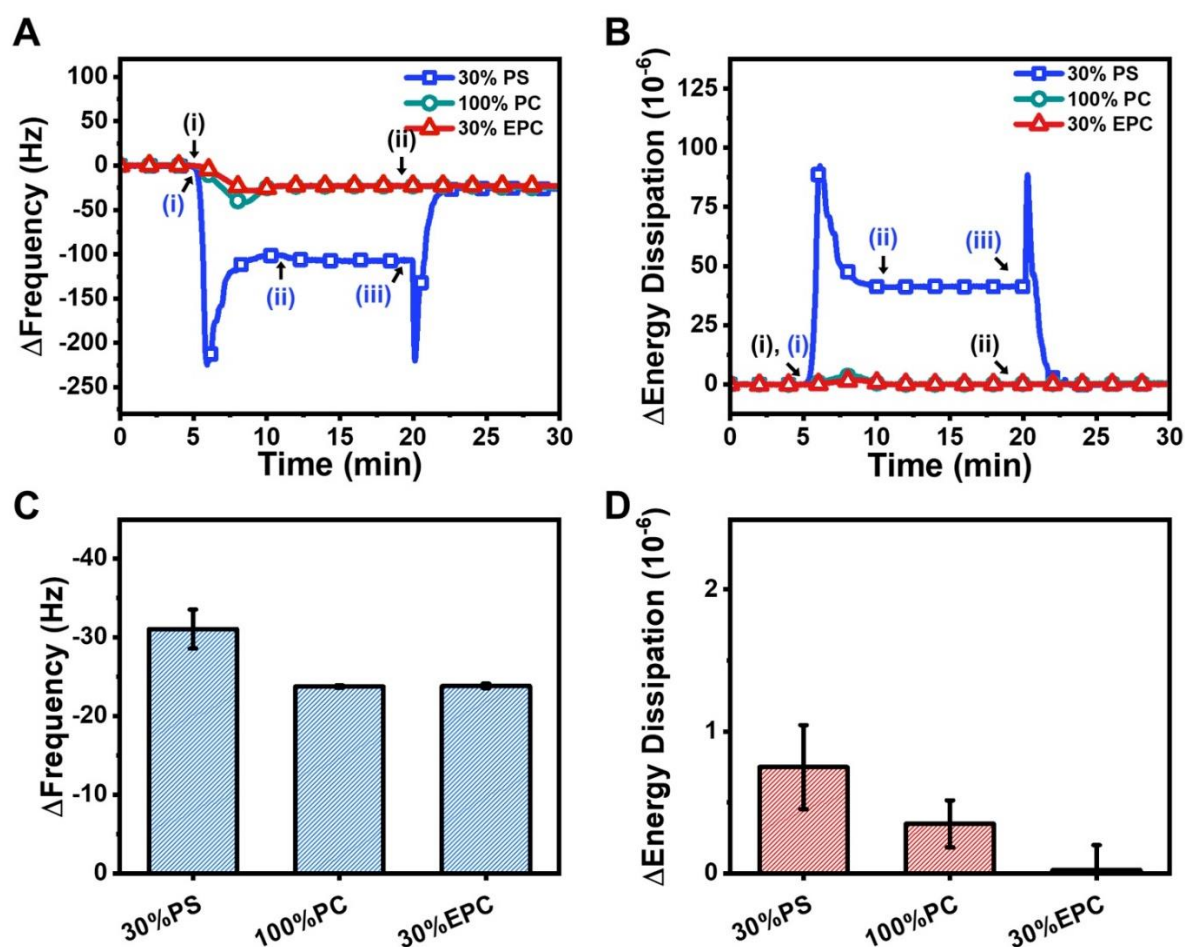 A
ΔFrequency (Hz)
100
50
0
-50
-100
-150
-200
-250
30% PS
100% PC
30% EPC
(i)
(ii)
(i)
(ii)
(iii)
0 5 10 15 20 25 30
Time (min)
B
ΔEnergy Dissipation (10⁻⁶)
125
100
75
50
25
0
30% PS
100% PC
30% EPC
(ii)
(iii)
(i), (i)
(ii)
0 5 10 15 20 25 30
Time (min)
C
ΔFrequency (Hz)
-40
-30
-20
-10
0
30%PS
100%PC
30%EPC
D
ΔEnergy Dissipation (10⁻⁶)
2
1
0
30%PS
100%PC
30%EPC